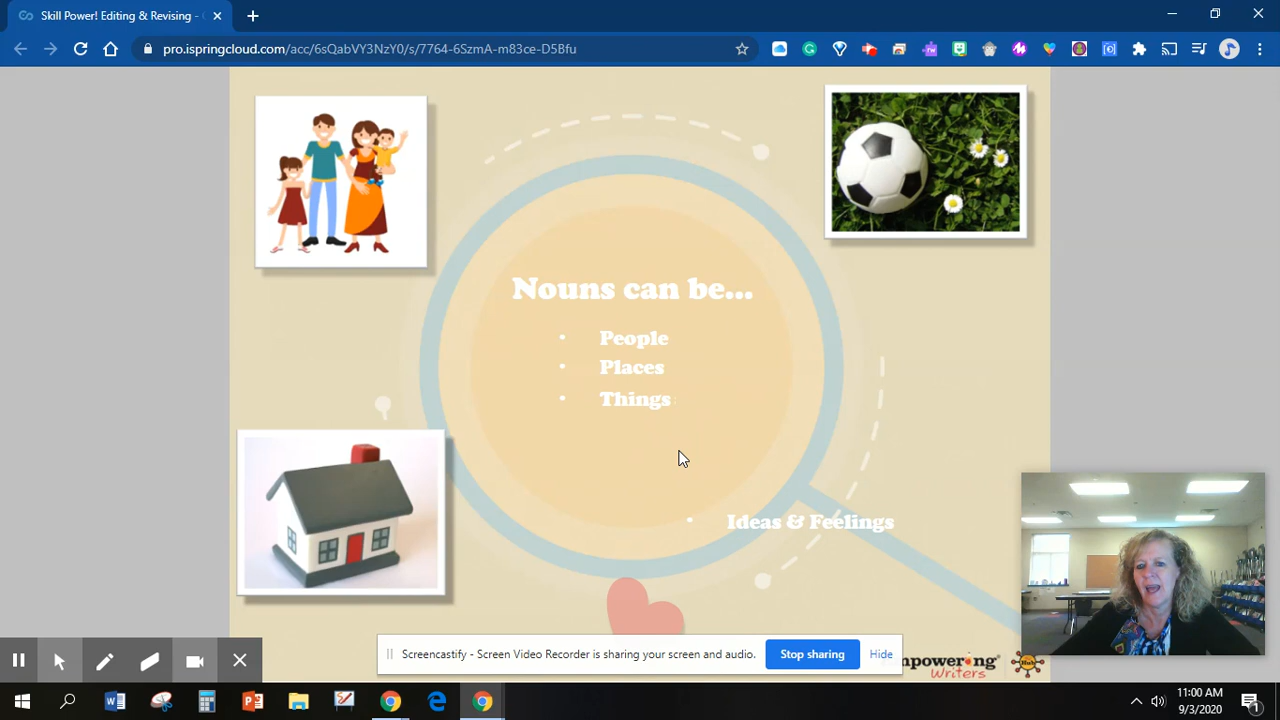 Skill Power! Editing & Revising -
pro.ispringcloud.com/acc/6sQabVY3NzY0/s/7764-6SzmA-m83ce-D5Bfu
Nouns can be...
• People
• Places
• Things
• Ideas & Feelings
Screencastify - Screen Video Recorder is sharing your screen and audio.
Stop sharing
Hide
mpowering
Writers
Hub
11:00 AM
9/3/2020